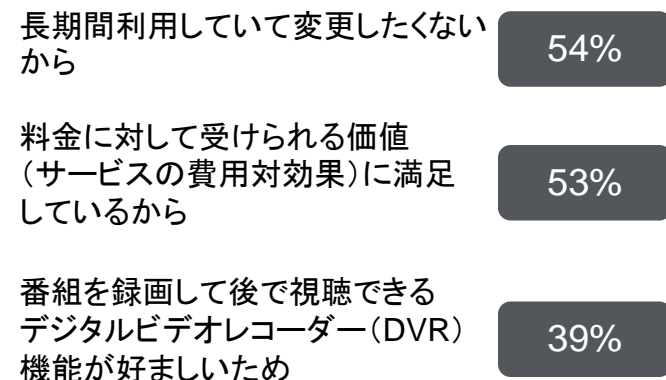 長期間利用していて変更したくない
から
54%
料金に対して受けられる価値
（サービスの費用対効果）に満足
しているから
53%
番組を録画して後で視聴できる
デジタルビデオレコーダー（DVR）
機能が好ましいため
39%